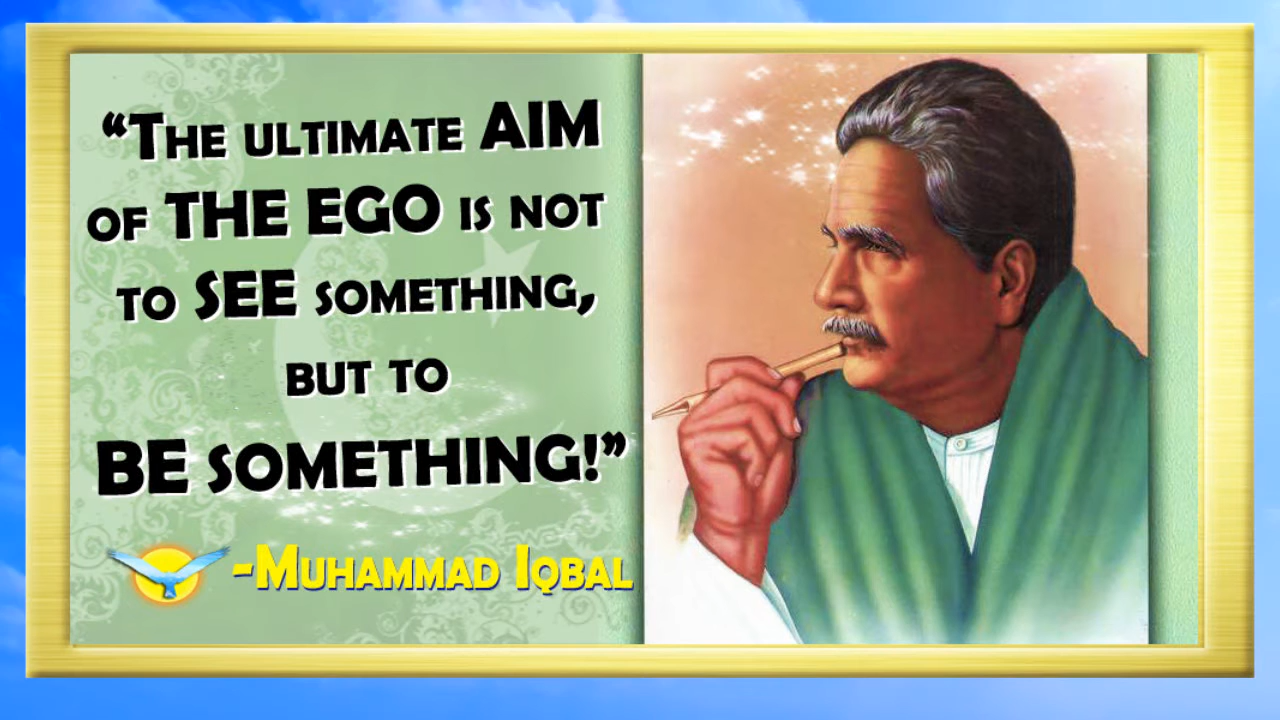 “THE ULTIMATE AIM
OF THE EGO IS NOT
TO SEE SOMETHING,
BUT TO
BE SOMETHING!”
-MUHAMMAD IQBAL